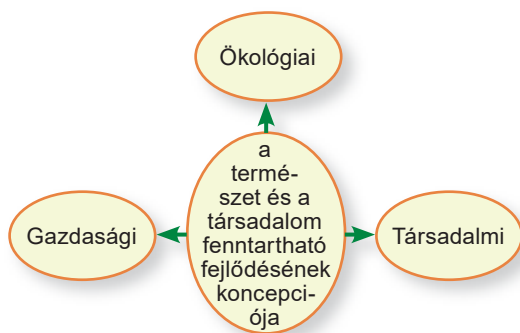 Ökológiai
a
termé-
szet és a
társadalom
fenntartható
fejlődésének
koncepci-
ója
Gazdasági
Társadalmi